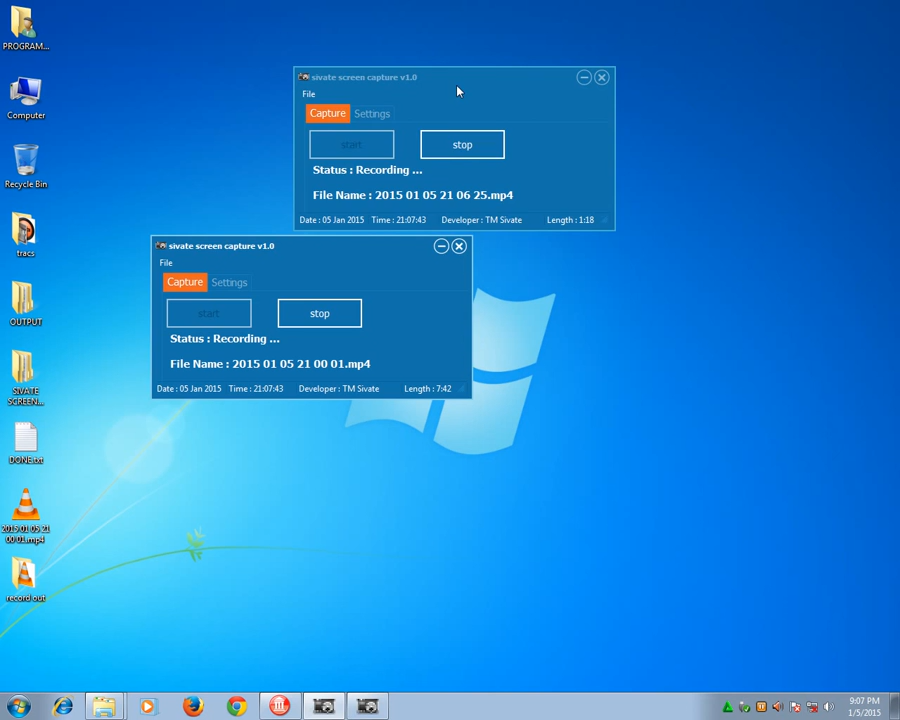 PROGRAM...
Computer
Recycle Bin
tracs
OUTPUT
SIVATE
SCREEN...
DONE.txt
2015 01 05 21
00 01.mp4
record out
sivate screen capture v1.0
File
Capture Settings
start stop
Status : Recording ...
File Name : 2015 01 05 21 06 25.mp4
Date : 05 Jan 2015 Time : 21:07:43 Developer : TM Sivate Length : 1:18
sivate screen capture v1.0
File
Capture Settings
start stop
Status : Recording ...
File Name : 2015 01 05 21 00 01.mp4
Date : 05 Jan 2015 Time : 21:07:43 Developer : TM Sivate Length : 7:42
9:07 PM
1/5/2015